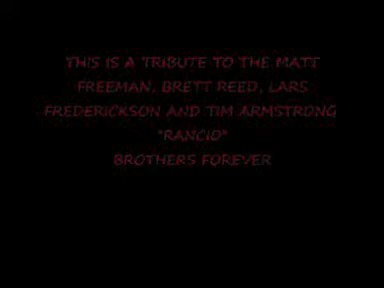 THIS IS A TRIBUTE TO THE MATT
FREEMAN, BRETT REED, LARS
FREDERICKSON AND TIM ARMSTRONG
"RANCID"
BROTHERS FOREVER